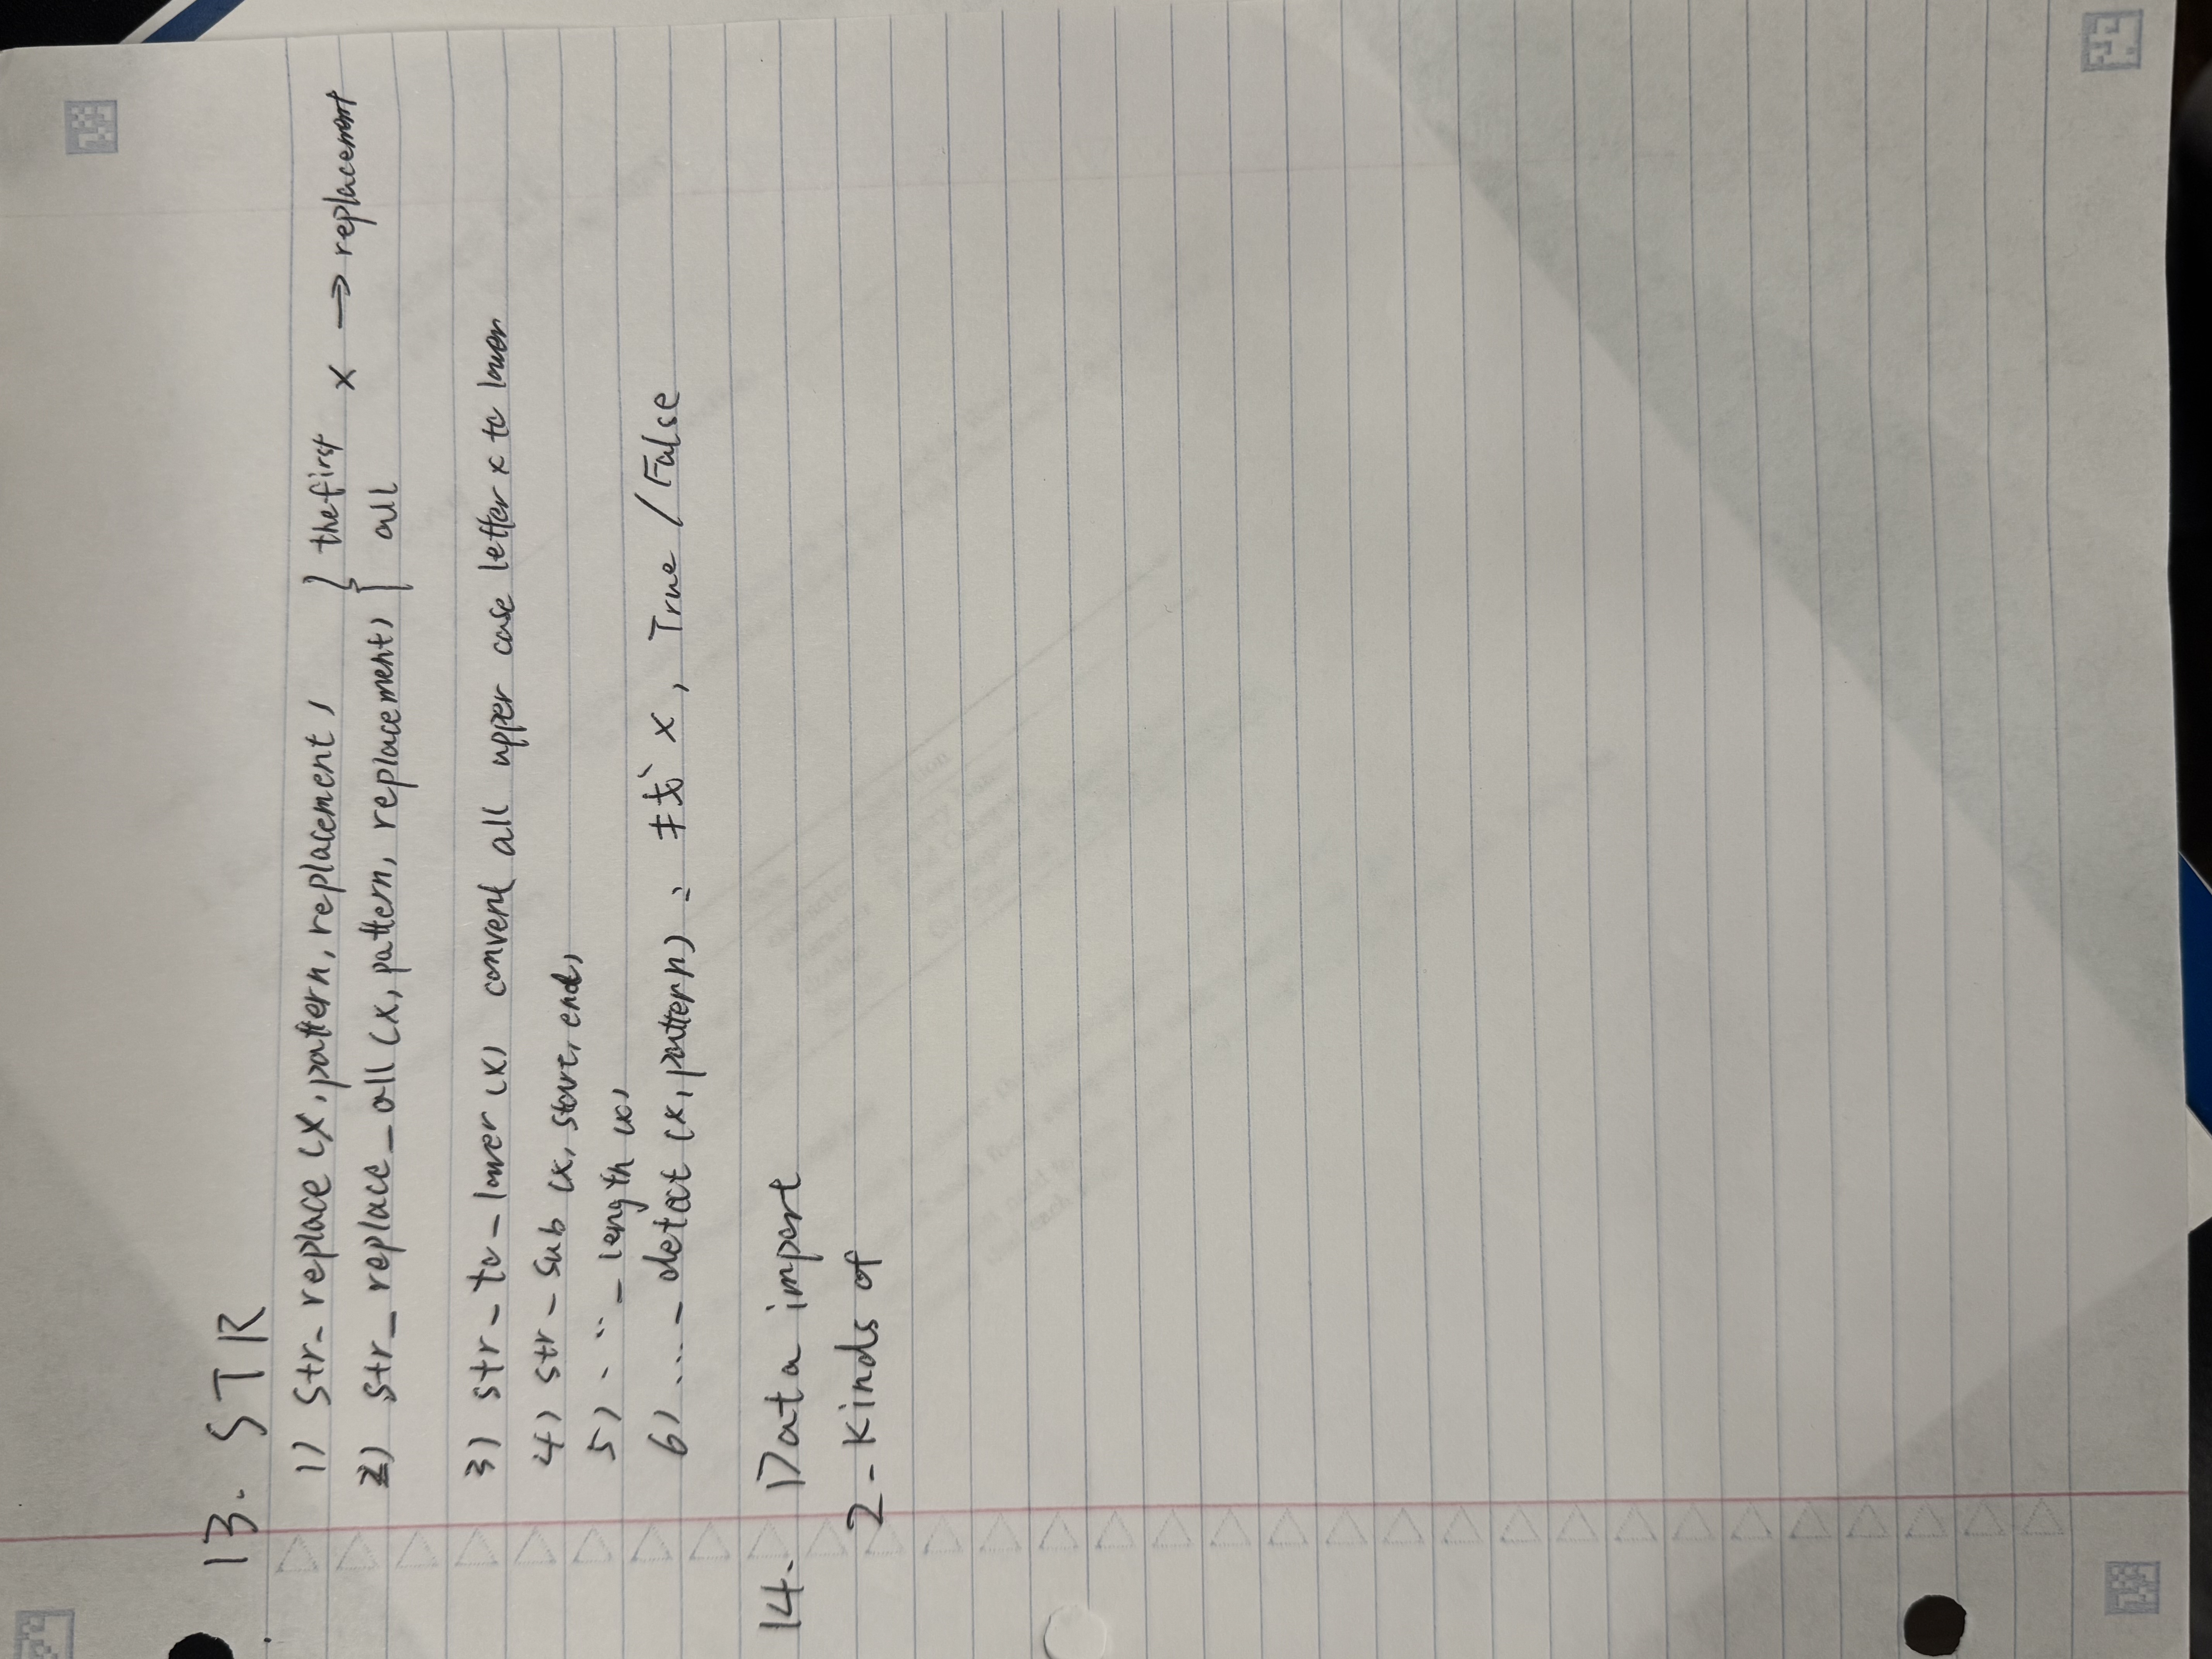 13. STR
1) str_replace (x, pattern, replacement) } the first x → replacement
2) str_replace_all (x, pattern, replacement) } all
3) str_to_lower (x) convert all upper case letter x to lower
4) str_sub (x, start, end)
5) ..._length (x)
6) ..._detect (x, pattern) : 寻找 x, True / False
14. Data import
2-Kinds of